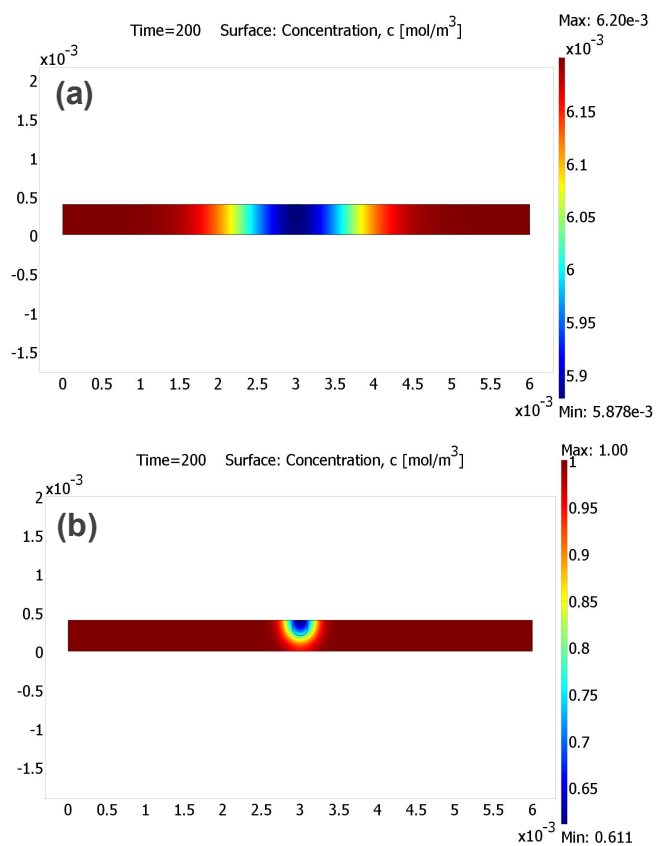 Max: 6.20e-3
Time=200 Surface: Concentration, c [mol/m³]
x10⁻³
x10⁻³
(a)
2
1.5
1
0.5
0
-0.5
-1
-1.5
6.15
6.1
6.05
6
5.95
5.9
0 0.5 1 1.5 2 2.5 3 3.5 4 4.5 5 5.5 6
x10⁻³
Min: 5.878e-3
Max: 1.00
Time=200 Surface: Concentration, c [mol/m³]
x10⁻³
(b)
2
1.5
1
0.5
0
-0.5
-1
-1.5
1
0.95
0.9
0.85
0.8
0.75
0.7
0.65
0 0.5 1 1.5 2 2.5 3 3.5 4 4.5 5 5.5 6
x10⁻³
Min: 0.611